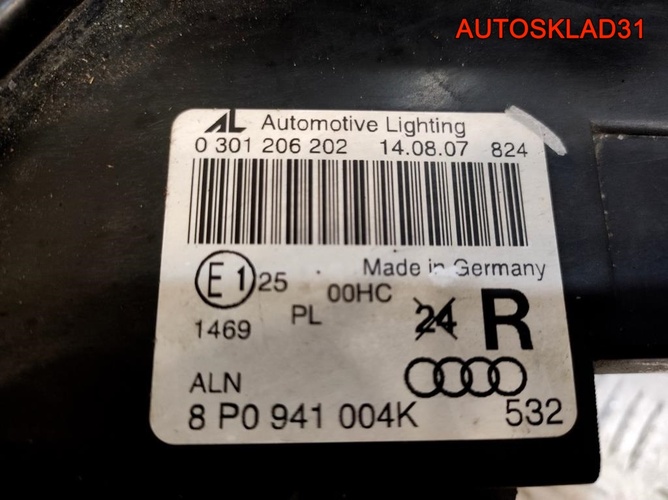 AUTOSKLAD31
AL Automotive Lighting
0 301 206 202 14.08.07 824
Made in Germany
E1 25 00HC
1469 PL 24 R
ALN
8 P0 941 004K 532